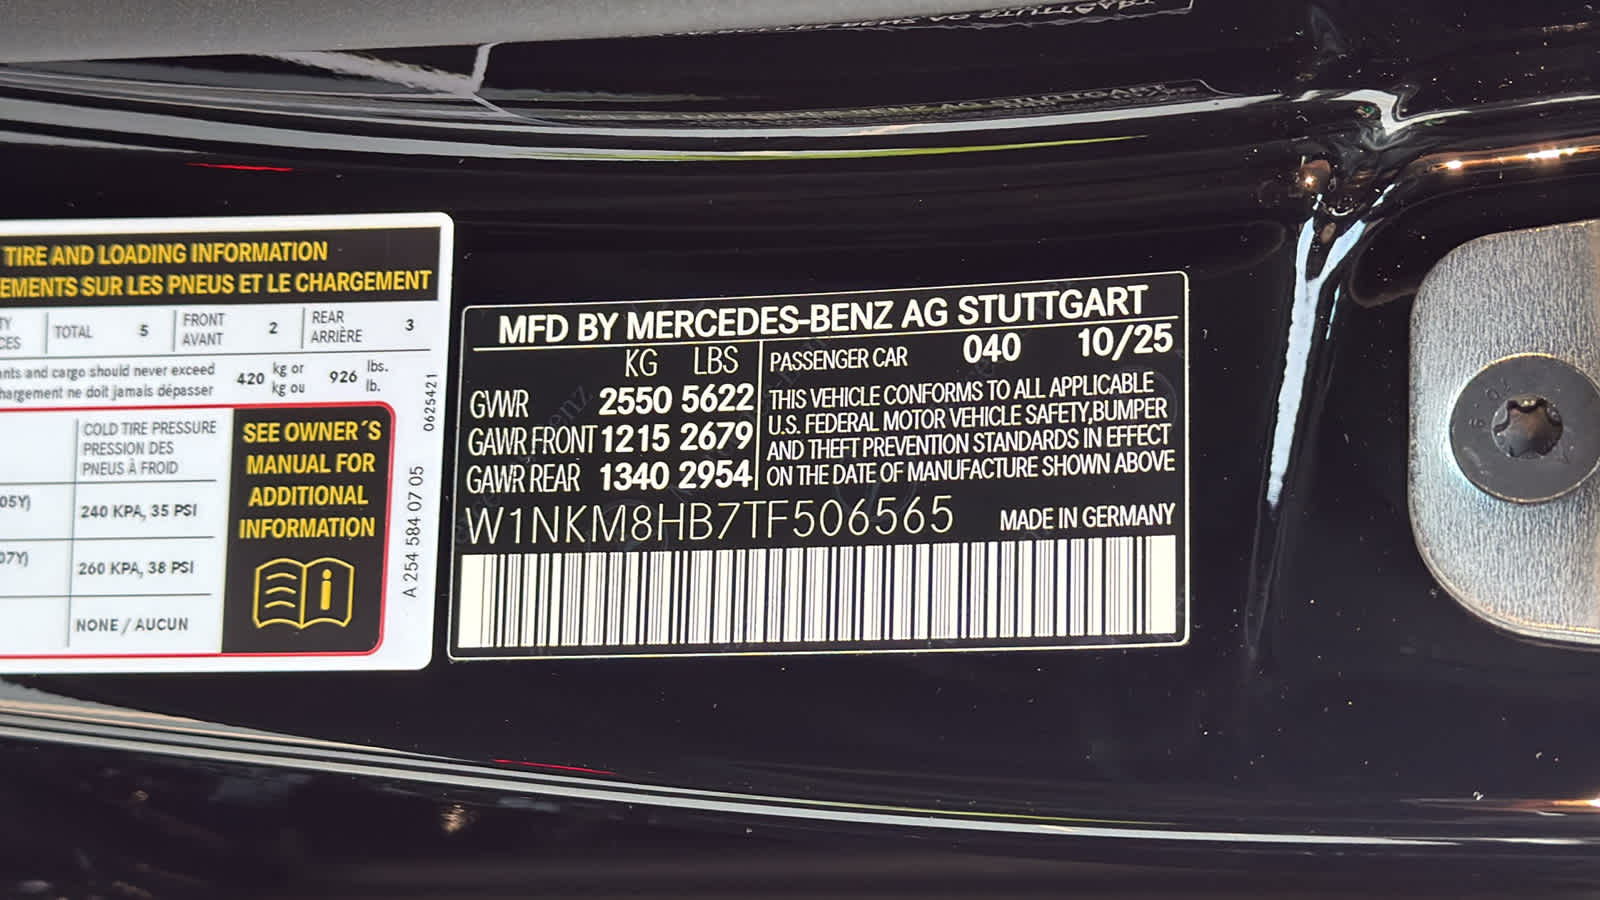 TIRE AND LOADING INFORMATION
EMENTS SUR LES PNEUS ET LE CHARGEMENT
TY
CES
TOTAL 5
FRONT
AVANT
2
REAR
ARRIÈRE
3
nts and cargo should never exceed
hargement ne doit jamais dépasser
420 kg or
kg ou
926 lbs.
lb.
COLD TIRE PRESSURE
PRESSION DES
PNEUS À FROID
05Y) 240 KPA, 35 PSI
07Y) 260 KPA, 38 PSI
NONE / AUCUN
SEE OWNER´S
MANUAL FOR
ADDITIONAL
INFORMATION
A 254 584 07 05
0625421
MFD BY MERCEDES-BENZ AG STUTTGART
KG LBS
GVWR 2550 5622
GAWR FRONT 1215 2679
GAWR REAR 1340 2954
PASSENGER CAR 040 10/25
THIS VEHICLE CONFORMS TO ALL APPLICABLE
U.S. FEDERAL MOTOR VEHICLE SAFETY,BUMPER
AND THEFT PREVENTION STANDARDS IN EFFECT
ON THE DATE OF MANUFACTURE SHOWN ABOVE
W1NKM8HB7TF506565 MADE IN GERMANY